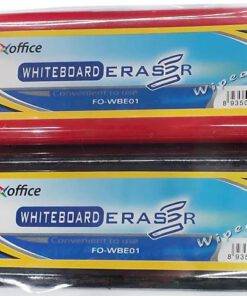 office
WHITEBOARD ERASER
Convenient to use
FO-WBE01
office
WHITEBOARD ERASER
Convenient to use
FO-WBE01